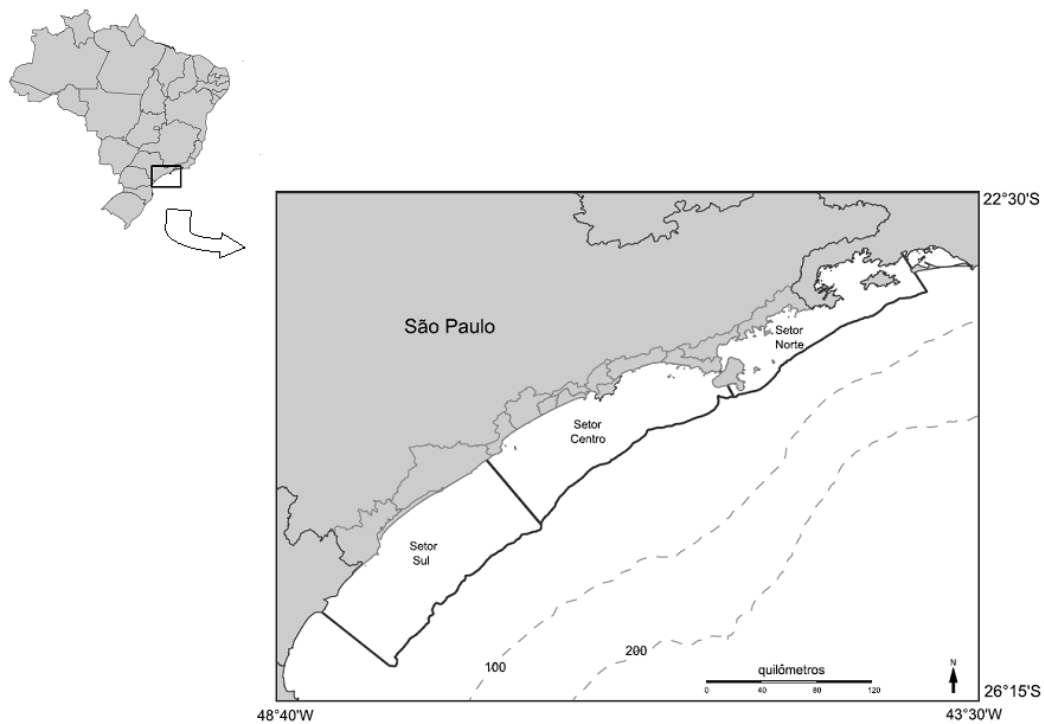 22°30'S
São Paulo
Setor
Norte
Setor
Centro
Setor
Sul
100
200
quilômetros
0 40 80 120
N
26°15'S
48°40'W
43°30'W